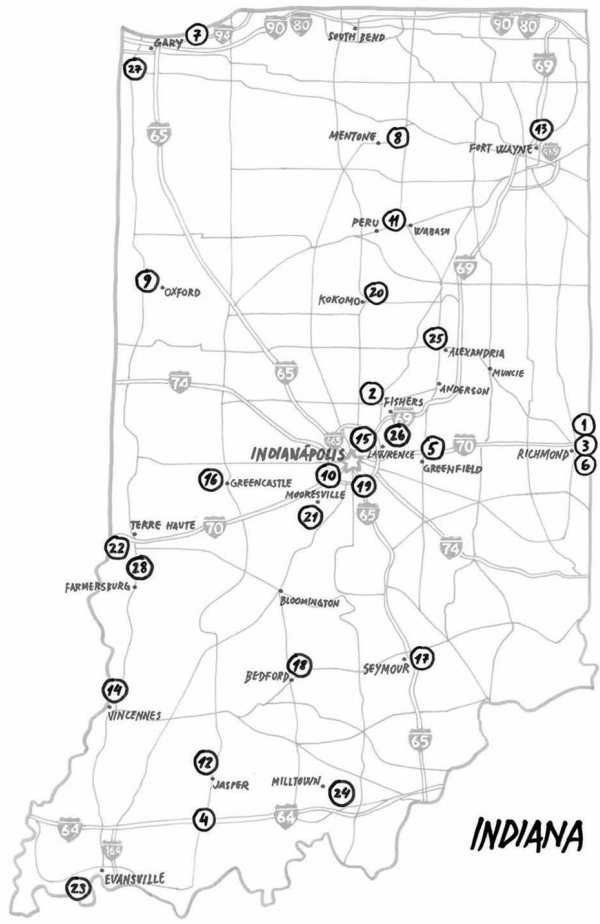 7
94
90
80
90
80
GARY
SOUTH BEND
27
69
65
13
MENTONE
8
FORT WAYNE
469
11
PERU
WABASH
69
9
OXFORD
20
KOKOMO
25
ALEXANDRIA
65
MUNCIE
74
2
ANDERSON
FISHERS
69
1
15
26
465
5
70
3
INDIANAPOLIS
LAWRENCE
RICHMOND
6
GREENFIELD
16
GREENCASTLE
10
19
MOORESVILLE
21
65
TERRE HAUTE
70
22
74
28
FARMERSBURG
BLOOMINGTON
18
BEDFORD
SEYMOUR
17
14
VINCENNES
65
12
JASPER
MILLTOWN
24
4
64
64
INDIANA
164
EVANSVILLE
23